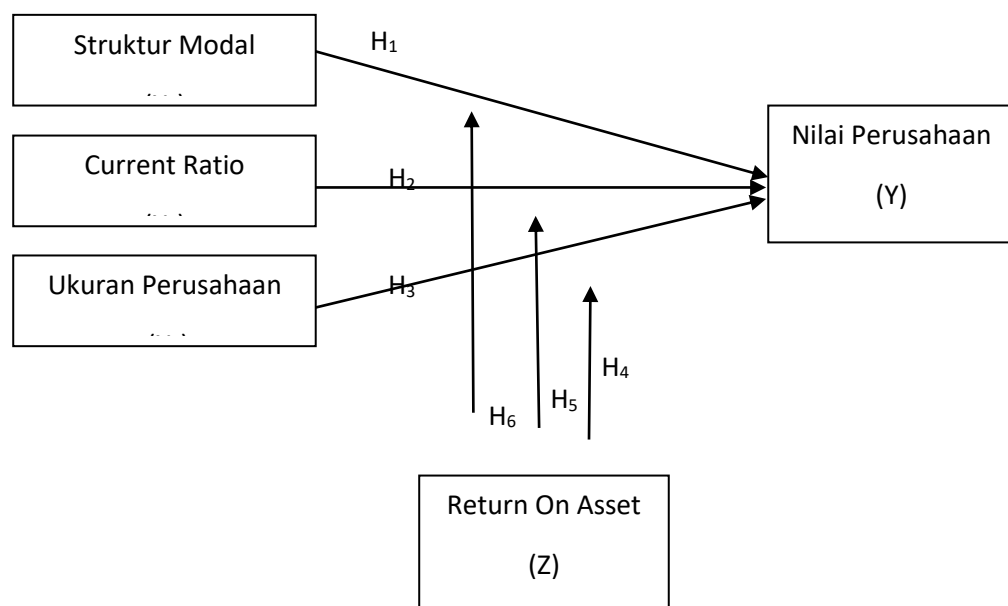 Struktur Modal
H₁
Nilai Perusahaan
(Y)
Current Ratio
H₂
Ukuran Perusahaan
H₃
H₄
H₅
H₆
Return On Asset
(Z)